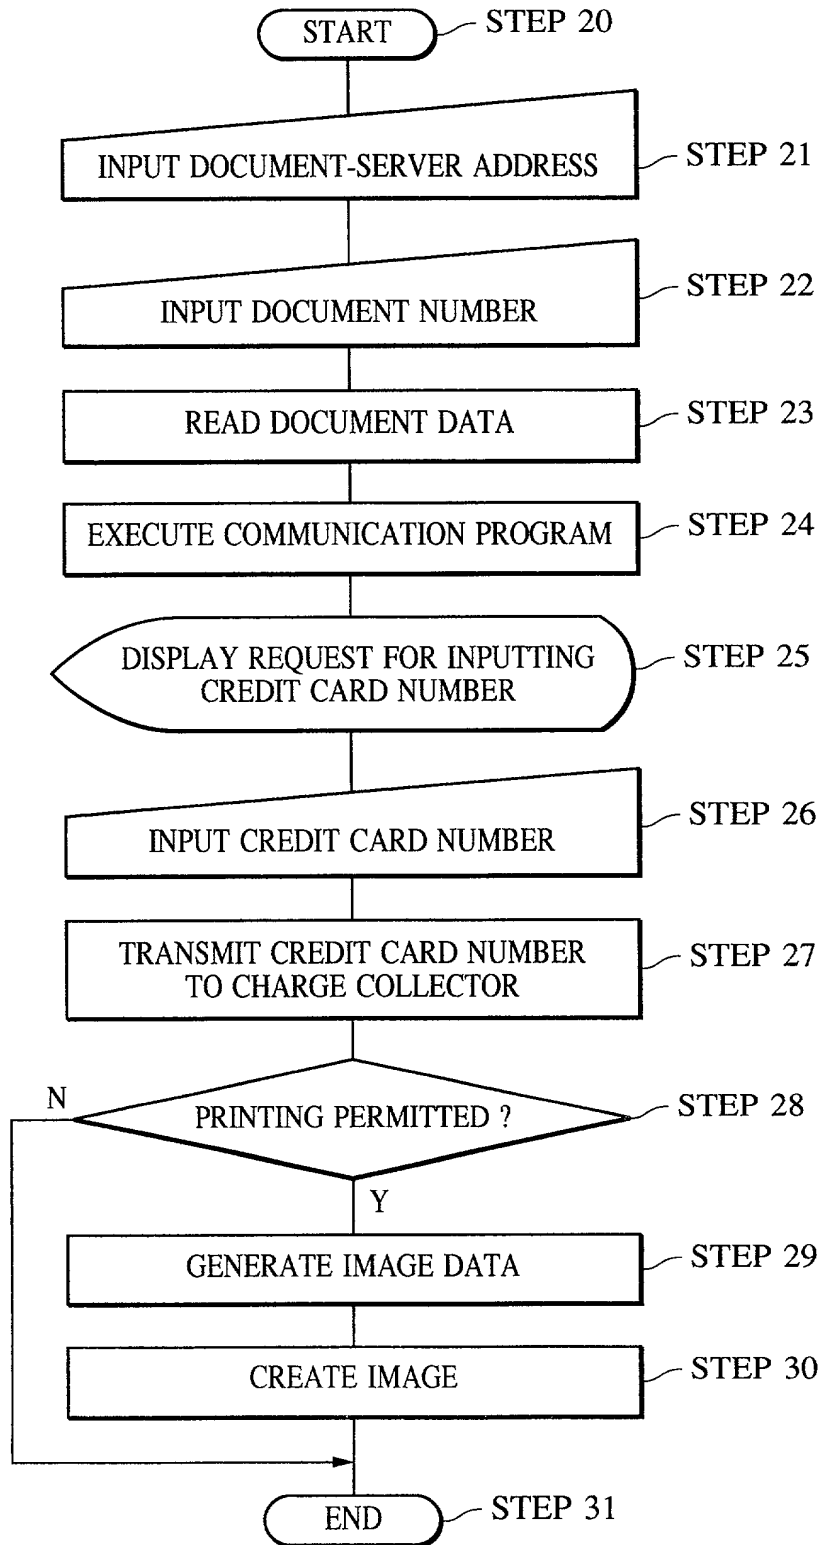 START
STEP 20
INPUT DOCUMENT-SERVER ADDRESS
STEP 21
INPUT DOCUMENT NUMBER
STEP 22
READ DOCUMENT DATA
STEP 23
EXECUTE COMMUNICATION PROGRAM
STEP 24
DISPLAY REQUEST FOR INPUTTING
CREDIT CARD NUMBER
STEP 25
INPUT CREDIT CARD NUMBER
STEP 26
TRANSMIT CREDIT CARD NUMBER
TO CHARGE COLLECTOR
STEP 27
N
PRINTING PERMITTED ?
STEP 28
Y
GENERATE IMAGE DATA
STEP 29
CREATE IMAGE
STEP 30
END
STEP 31